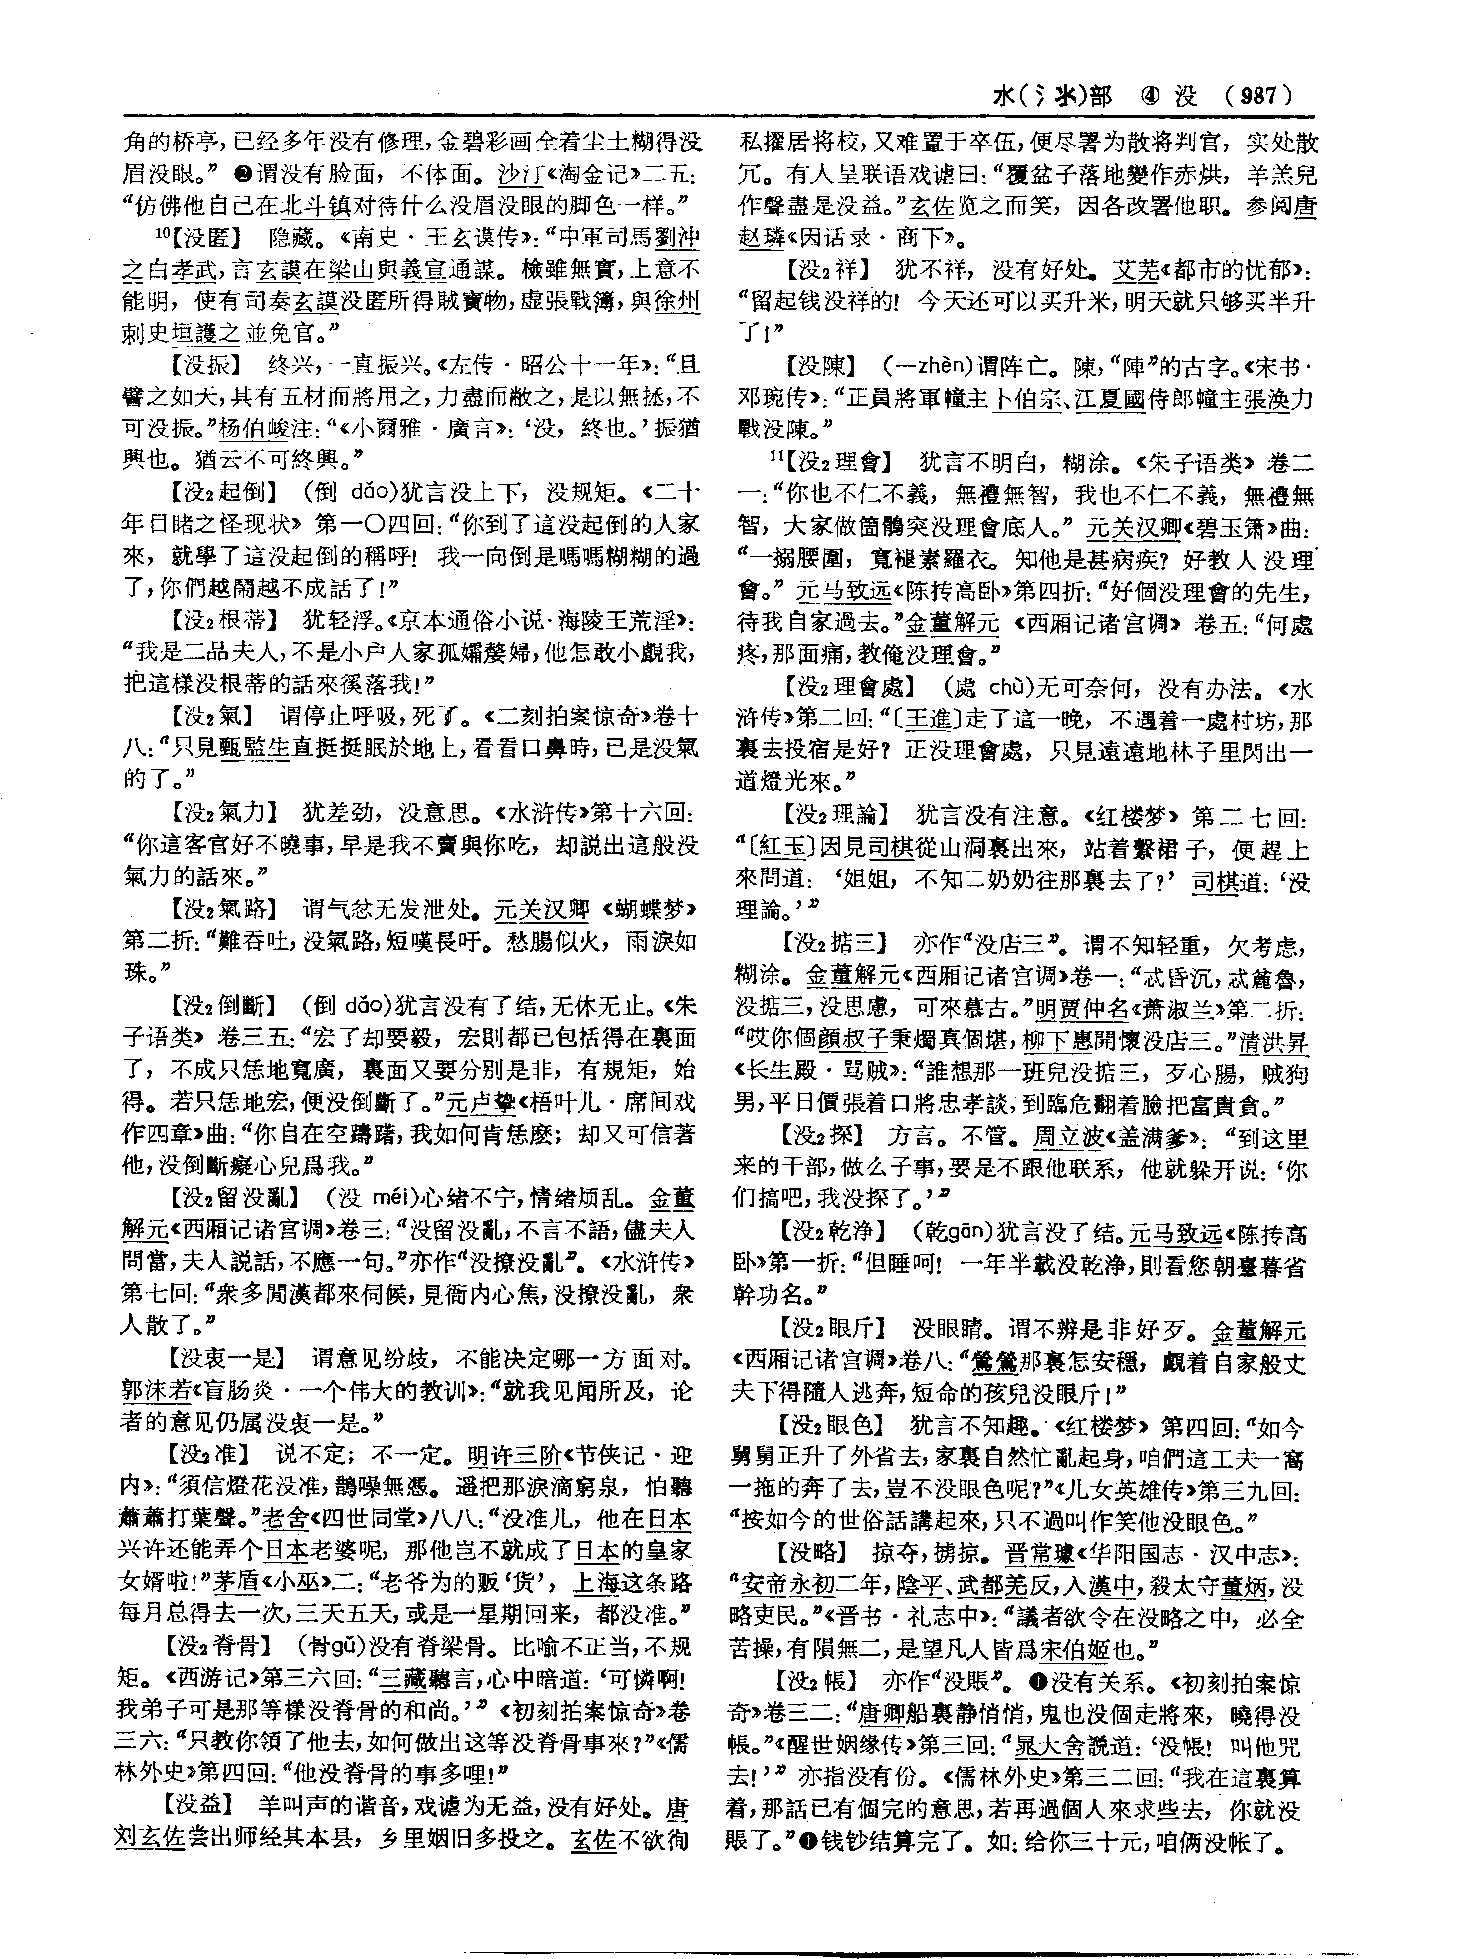 水(氵氺)部　④　没　（987）
角的桥亭,已经多年没有修理,金碧彩画全着尘土糊得没
眉没眼。”❷谓没有脸面，不体面。沙汀《淘金记》二五:
“仿佛他自己在北斗镇对待什么没眉没眼的脚色一样。”
¹⁰【没匿】　隐藏。《南史·王玄谟传》:“中軍司馬劉沖
之白孝武,言玄謨在梁山與義宣通謀。檢雖無實,上意不
能明，使有司奏玄謨没匿所得賊寶物,虚張戰簿,與徐州
刺史垣護之並免官。”
【没振】　终兴,一直振兴。《左传·昭公十一年》:“且
譬之如天,其有五材而將用之,力盡而敝之,是以無拯,不
可没振。”杨伯峻注:“《小爾雅·廣言》:‘没，終也。’振猶
興也。猶云不可終興。”
【没₂起倒】　(倒 dǎo)犹言没上下，没规矩。《二十
年目睹之怪现状》第一〇四回:“你到了這没起倒的人家
來，就學了這没起倒的稱呼! 我一向倒是嗎嗎糊糊的過
了,你們越鬧越不成話了!”
【没₂根蒂】　犹轻浮。《京本通俗小说·海陵王荒淫》:
“我是二品夫人,不是小户人家孤孀嫠婦,他怎敢小覷我,
把這樣没根蒂的話來徯落我!”
【没₂氣】　谓停止呼吸,死了。《二刻拍案惊奇》卷十
八:“只見甄監生直挺挺眠於地上,看看口鼻時,已是没氣
的了。”
【没₂氣力】　犹差劲，没意思。《水浒传》第十六回:
“你這客官好不曉事,早是我不賣與你吃，却説出這般没
氣力的話來。”
【没₂氣路】　谓气忿无发泄处。元关汉卿《蝴蝶梦》
第二折:“難吞吐,没氣路,短嘆長吁。愁腸似火，雨淚如
珠。”
【没₂倒斷】　(倒 dǎo)犹言没有了结,无休无止。《朱
子语类》卷三五:“宏了却要毅，宏則都已包括得在裏面
了，不成只恁地寬廣，裏面又要分别是非，有規矩，始
得。若只恁地宏,便没倒斷了。”元卢挚《梧叶儿·席间戏
作四章》曲:“你自在空躊躇,我如何肯恁麽；却又可信著
他,没倒斷癡心兒爲我。”
【没₂留没亂】　(没 méi)心绪不宁,情绪烦乱。金董
解元《西厢记诸宫调》卷三:“没留没亂,不言不語,儘夫人
問當,夫人説話,不應一句。”亦作“没撩没亂”。《水浒传》
第七回:“衆多閒漢都來伺候,見衙内心焦,没撩没亂，衆
人散了。”
【没衷一是】　谓意见纷歧，不能决定哪一方面对。
郭沫若《盲肠炎·一个伟大的教训》:“就我见闻所及，论
者的意见仍属没衷一是。”
【没₂准】　说不定；不一定。明许三阶《节侠记·迎
内》:“須信燈花没准,鵲噪無憑。遥把那淚滴窮泉，怕聽
蕭蕭打葉聲。”老舍《四世同堂》八八:“没准儿，他在日本
兴许还能弄个日本老婆呢，那他岂不就成了日本的皇家
女婿啦!”茅盾《小巫》二:“老爷为的贩‘货’，上海这条路
每月总得去一次,三天五天,或是一星期回来，都没准。”
【没₂脊骨】　(骨gǔ)没有脊梁骨。比喻不正当,不规
矩。《西游记》第三六回:“三藏聽言,心中暗道:‘可憐啊!
我弟子可是那等樣没脊骨的和尚。’”《初刻拍案惊奇》卷
三六:“只教你領了他去,如何做出这等没脊骨事來?”《儒
林外史》第四回:“他没脊骨的事多哩!”
【没益】　羊叫声的谐音,戏谑为无益,没有好处。唐
刘玄佐尝出师经其本县，乡里姻旧多投之。玄佐不欲徇
私擢居将校,又难置于卒伍,便尽署为散将判官，实处散
冗。有人呈联语戏谑曰:“覆盆子落地變作赤烘，羊羔兒
作聲盡是没益。”玄佐览之而笑，因各改署他职。参阅唐
赵璘《因话录·商下》。
【没₂祥】　犹不祥，没有好处。艾芜《都市的忧郁》:
“留起钱没祥的! 今天还可以买升米,明天就只够买半升
了!”
【没陳】　(—zhèn)谓阵亡。陳,“陣”的古字。《宋书·
邓琬传》:“正員將軍幢主卜伯宗、江夏國侍郎幢主張涣力
戰没陳。”
¹¹【没₂理會】　犹言不明白，糊涂。《朱子语类》卷二
一:“你也不仁不義，無禮無智，我也不仁不義，無禮無
智，大家做箇鶻突没理會底人。”元关汉卿《碧玉箫》曲:
“一搦腰圍，寬褪素羅衣。知他是甚病疾? 好教人没理
會。”元马致远《陈抟高卧》第四折:“好個没理會的先生,
待我自家過去。”金董解元《西厢记诸宫调》卷五:“何處
疼,那面痛,教俺没理會。”
【没₂理會處】　(處 chù)无可奈何，没有办法。《水
浒传》第二回:“〔王進〕走了這一晚，不遇着一處村坊,那
裏去投宿是好? 正没理會處，只見遠遠地林子里閃出一
道燈光來。”
【没₂理論】　犹言没有注意。《红楼梦》第二七回:
“〔紅玉〕因見司棋從山洞裏出來，站着繫裙子，便趕上
來問道: ‘姐姐，不知二奶奶往那裏去了?’ 司棋道:‘没
理論。’”
【没₂掂三】　亦作“没店三”。谓不知轻重，欠考虑,
糊涂。金董解元《西厢记诸宫调》卷一:“忒昏沉,忒麄魯,
没掂三,没思慮，可來慕古。”明贾仲名《萧淑兰》第二折:
“哎你個顔叔子秉燭真個堪,柳下惠開懷没店三。”清洪昇
《长生殿·骂贼》:“誰想那一班兒没掂三，歹心腸，贼狗
男,平日價張着口將忠孝談,到臨危翻着臉把富貴貪。”
【没₂探】　方言。不管。周立波《盖满爹》: “到这里
来的干部,做么子事,要是不跟他联系，他就躲开说:‘你
们搞吧,我没探了。’”
【没₂乾净】　(乾gān)犹言没了结。元马致远《陈抟高
卧》第一折:“但睡呵! 一年半載没乾净,則看您朝臺暮省
幹功名。”
【没₂眼斤】　没眼睛。谓不辨是非好歹。金董解元
《西厢记诸宫调》卷八:“鶯鶯那裏怎安穩，覷着自家般丈
夫下得隨人逃奔,短命的孩兒没眼斤!”
【没₂眼色】　犹言不知趣。《红楼梦》第四回:“如今
舅舅正升了外省去,家裏自然忙亂起身,咱們這工夫一窩
一拖的奔了去,豈不没眼色呢?”《儿女英雄传》第三九回:
“按如今的世俗話講起來,只不過叫作笑他没眼色。”
【没略】　掠夺,掳掠。晋常璩《华阳国志·汉中志》:
“安帝永初二年,陰平、武都羌反,入漢中,殺太守董炳,没
略吏民。”《晋书·礼志中》:“議者欲令在没略之中，必全
苦操,有隕無二,是望凡人皆爲宋伯姬也。”
【没₂帳】　亦作“没賬”。❶没有关系。《初刻拍案惊
奇》卷三二:“唐卿船裏静悄悄,鬼也没個走將來，曉得没
帳。”《醒世姻缘传》第三回:“晁大舍説道:‘没帳! 叫他咒
去!’” 亦指没有份。《儒林外史》第三二回:“我在這裏算
着,那話已有個完的意思,若再過個人來求些去，你就没
賬了。”❶钱钞结算完了。如:给你三十元,咱俩没帐了。